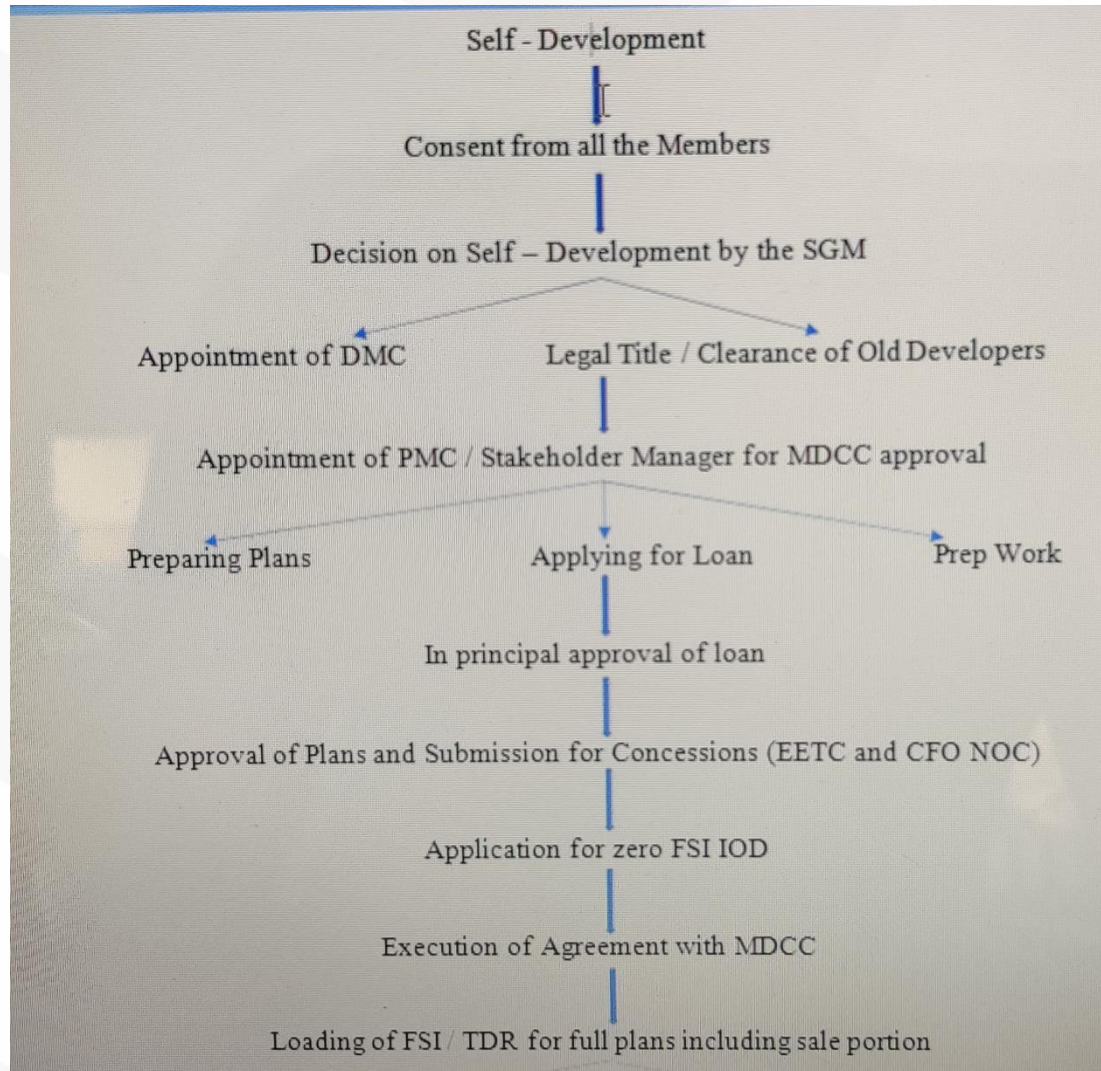 Self - Development
Consent from all the Members
Decision on Self – Development by the SGM
Appointment of DMC
Legal Title / Clearance of Old Developers
Appointment of PMC / Stakeholder Manager for MDCC approval
Preparing Plans
Applying for Loan
Prep Work
In principal approval of loan
Approval of Plans and Submission for Concessions (EETC and CFO NOC)
Application for zero FSI IOD
Execution of Agreement with MDCC
Loading of FSI / TDR for full plans including sale portion